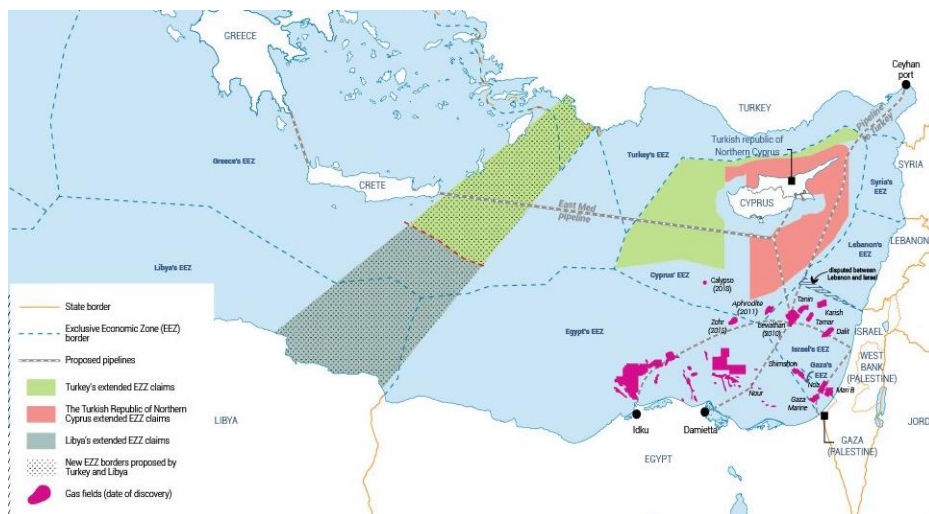 GREECE
Ceyhan
port
TURKEY
Pipeline
to Turkey
Turkish republic of
Northern Cyprus
Greece's EEZ
Turkey's EEZ
SYRIA
Syria's
EEZ
CRETE
CYPRUS
East Med
pipeline
LEBANON
Lebanon's
EEZ
Libya's EEZ
Cyprus' EEZ
disputed between
Lebanon and Israel
Calypso
(2018)
Tanin
Aphrodite
(2011)
Karish
Zohr
(2015)
Leviathan
(2010)
Tamar
Dalit
ISRAEL
Egypt's EEZ
Israel's EEZ
Gaza's
EEZ
WEST
BANK
(PALESTINE)
Shimshon
Noa
Mari B
Nour
Gaza
Marine
Idku
Damietta
LIBYA
EGYPT
GAZA
(PALESTINE)
JORD
State border
Exclusive Economic Zone (EEZ)
border
Proposed pipelines
Turkey's extended EZZ claims
The Turkish Republic of Northern
Cyprus extended EZZ claims
Libya's extended EZZ claims
New EZZ borders proposed by
Turkey and Libya
Gas fields (date of discovery)